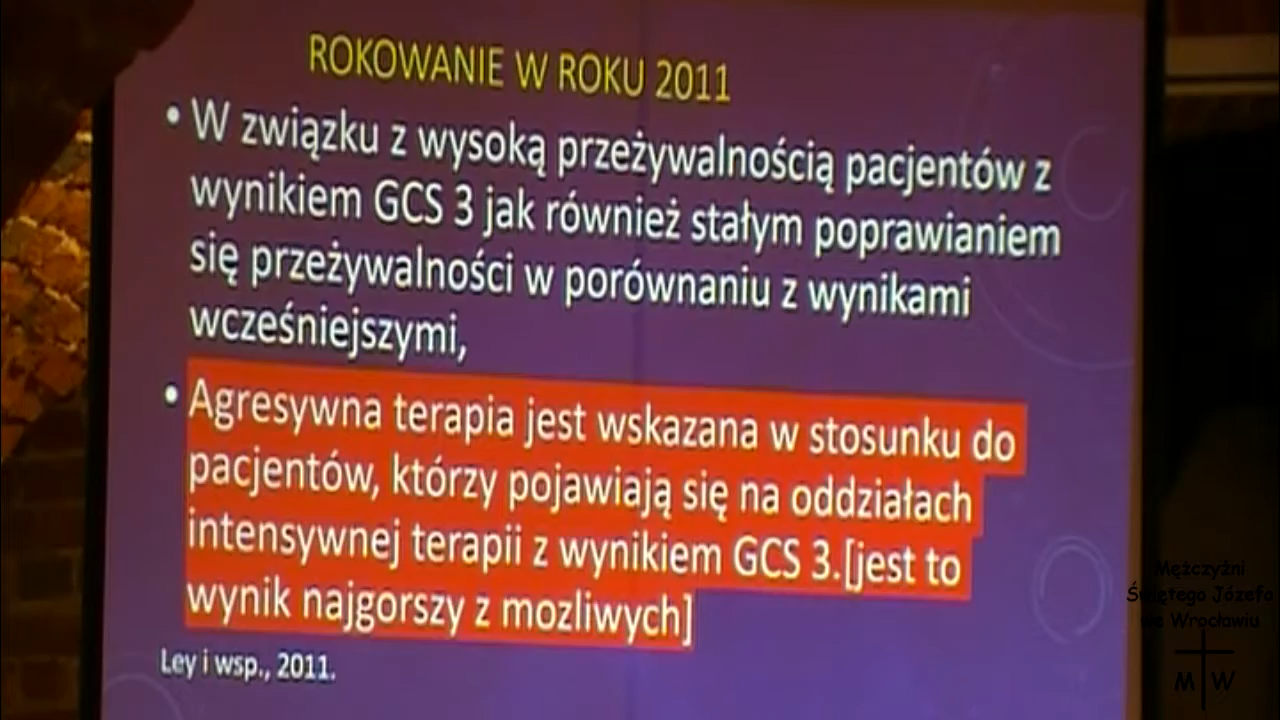 ROKOWANIE W ROKU 2011
• W związku z wysoką przeżywalnością pacjentów z
wynikiem GCS 3 jak również stałym poprawianiem
się przeżywalności w porównaniu z wynikami
wcześniejszymi,
• Agresywna terapia jest wskazana w stosunku do
pacjentów, którzy pojawiają się na oddziałach
intensywnej terapii z wynikiem GCS 3.[jest to
wynik najgorszy z mozliwych]
Ley i wsp., 2011.
Mężczyźni
Świętego Józefa
we Wrocławiu
M W